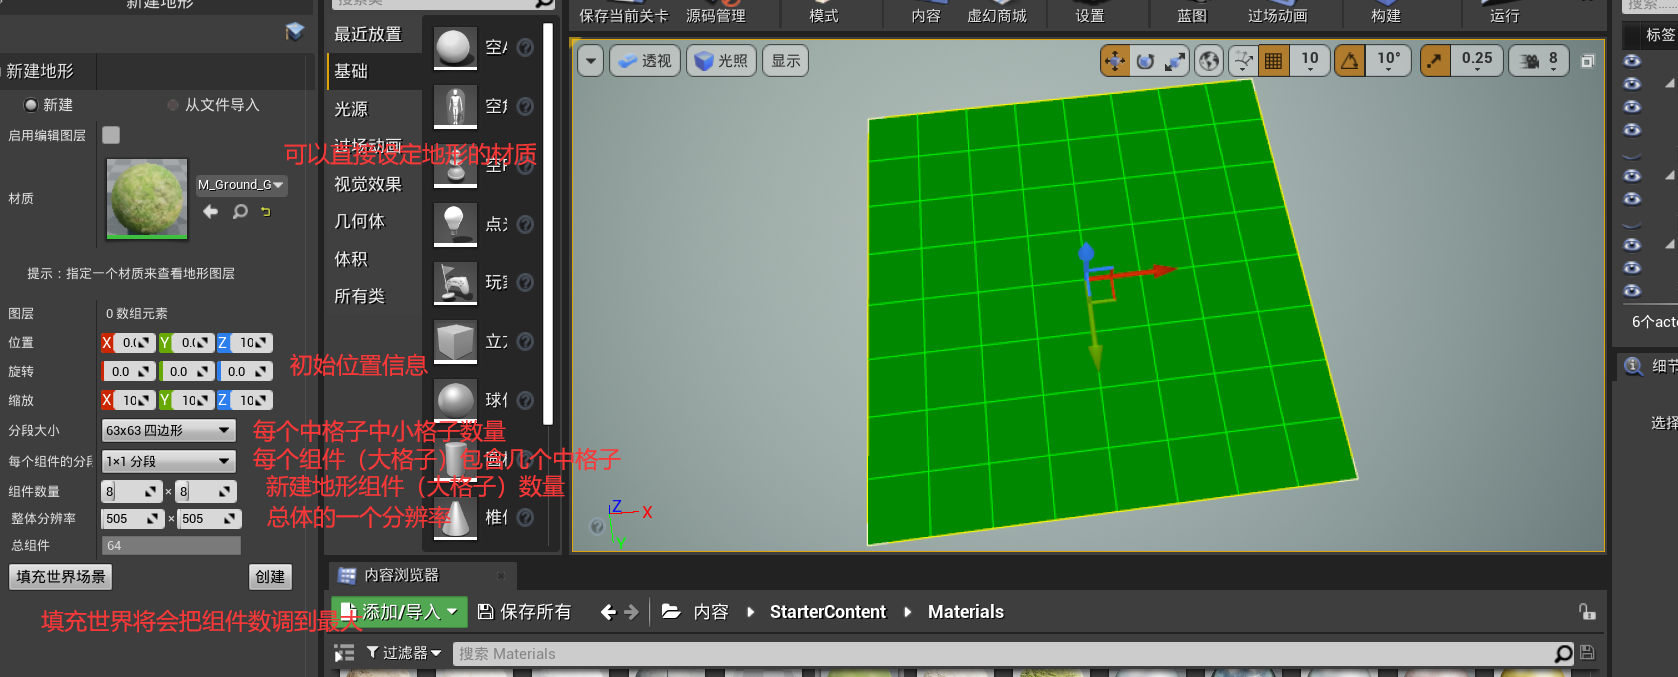 新建地形
搜索类
保存当前关卡 源码管理 模式 内容 虚幻商城 设置 蓝图 过场动画 构建 运行
搜索......
标签
新建地形
新建 从文件导入
启用编辑图层
材质
M_Ground_G
提示：指定一个材质来查看地形图层
图层 0 数组元素
位置 X 0.( Y 0.( Z 10
旋转 0.0 0.0 0.0
缩放 X 10 Y 10 Z 10
分段大小 63x63 四边形
每个组件的分段 1×1 分段
组件数量 8 × 8
整体分辨率 505 × 505
总组件 64
填充世界场景 创建
可以直接设定地形的材质
初始位置信息
每个中格子中小格子数量
每个组件（大格子）包含几个中格子
新建地形组件（大格子）数量
总体的一个分辨率
填充世界将会把组件数调到最大
最近放置
基础
光源
过场动画
视觉效果
几何体
体积
所有类
空
空
空
点
玩
立
球
圆
椎
透视 光照 显示
10 10° 0.25 8
Z X Y
6个acto
细节
选择
内容浏览器
添加/导入 保存所有 内容 StarterContent Materials
过滤器 搜索 Materials